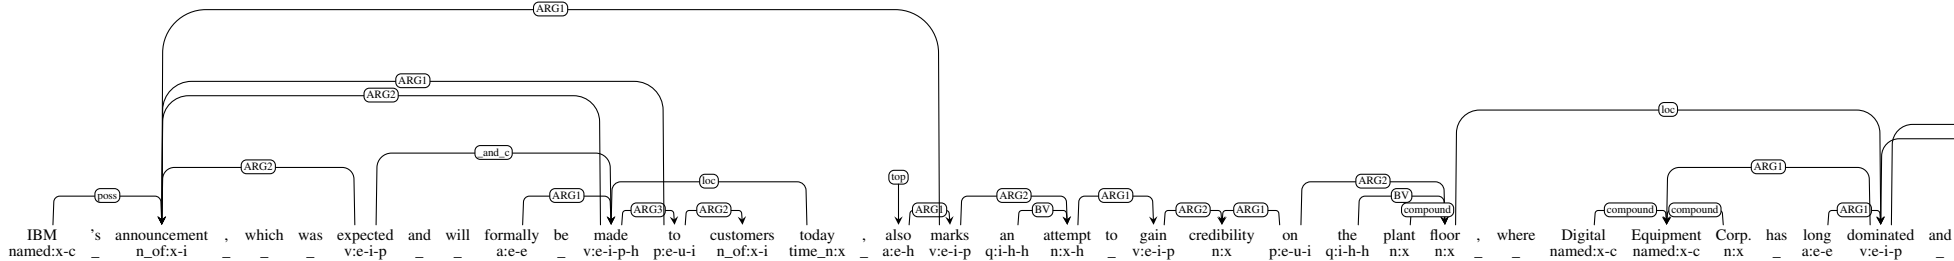 ARG1
ARG1
ARG2
loc
_and_c
ARG2
ARG1
top
loc
ARG2
poss
ARG1
ARG2
ARG1
BV
ARG3
ARG2
ARG1
BV
ARG2
ARG1
compound
compound
compound
ARG1
IBM 's announcement , which was expected and will formally be made to customers today , also marks an attempt to gain credibility on the plant floor , where Digital Equipment Corp. has long dominated and
named:x-c _ n_of:x-i _ _ _ v:e-i-p _ _ a:e-e _ v:e-i-p-h p:e-u-i n_of:x-i time_n:x _ a:e-h v:e-i-p q:i-h-h n:x-h _ v:e-i-p n:x p:e-u-i q:i-h-h n:x n:x _ _ named:x-c named:x-c n:x _ a:e-e v:e-i-p _